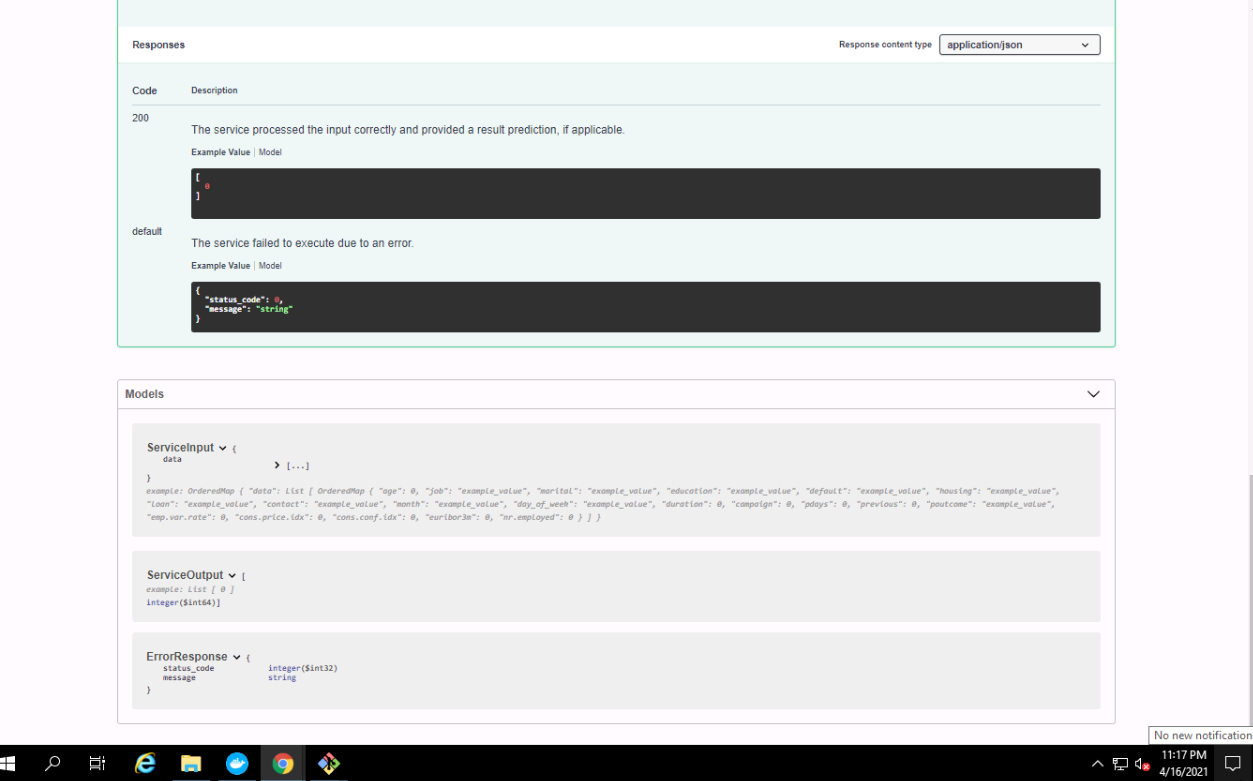 Responses
Response content type application/json
Code Description
200
The service processed the input correctly and provided a result prediction, if applicable.
Example Value | Model
[
0
]
default
The service failed to execute due to an error.
Example Value | Model
{
"status_code": 0,
"message": "string"
}
Models
ServiceInput {
data
[...]
}
example: OrderedMap { "data": List [ OrderedMap { "age": 0, "job": "example_value", "marital": "example_value", "education": "example_value", "default": "example_value", "housing": "example_value",
"loan": "example_value", "contact": "example_value", "month": "example_value", "day_of_week": "example_value", "duration": 0, "campaign": 0, "pdays": 0, "previous": 0, "poutcome": "example_value",
"emp.var.rate": 0, "cons.price.idx": 0, "cons.conf.idx": 0, "euribor3m": 0, "nr.employed": 0 } ] }
ServiceOutput [
example: List [ 0 ]
integer($int64)]
ErrorResponse {
status_code integer($int32)
message string
}
No new notification
11:17 PM
4/16/2021